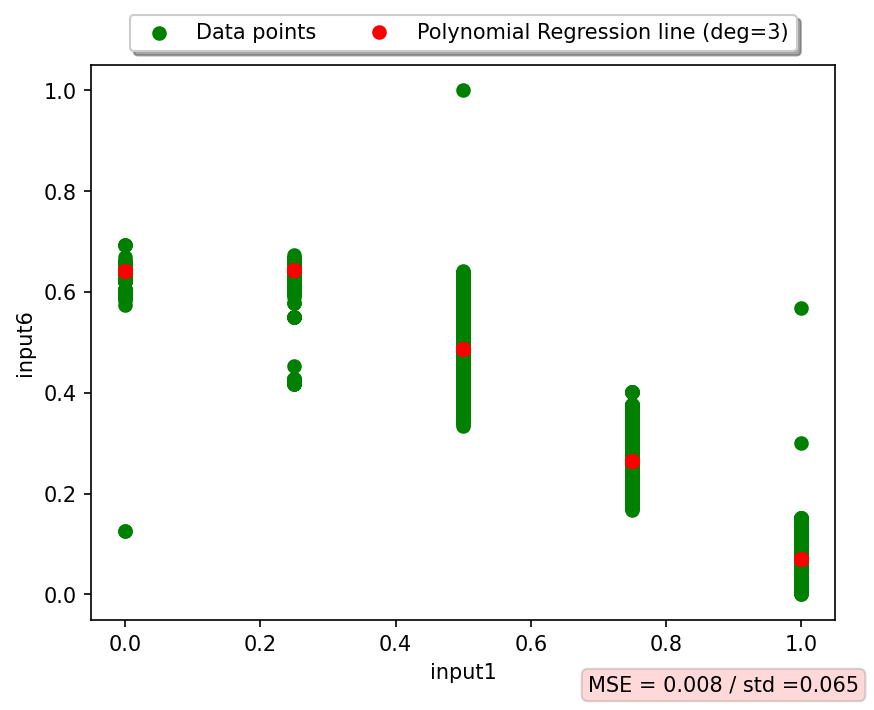 Data points Polynomial Regression line (deg=3)
1.0
0.8
0.6
0.4
0.2
0.0
input6
0.0 0.2 0.4 0.6 0.8 1.0
input1
MSE = 0.008 / std =0.065